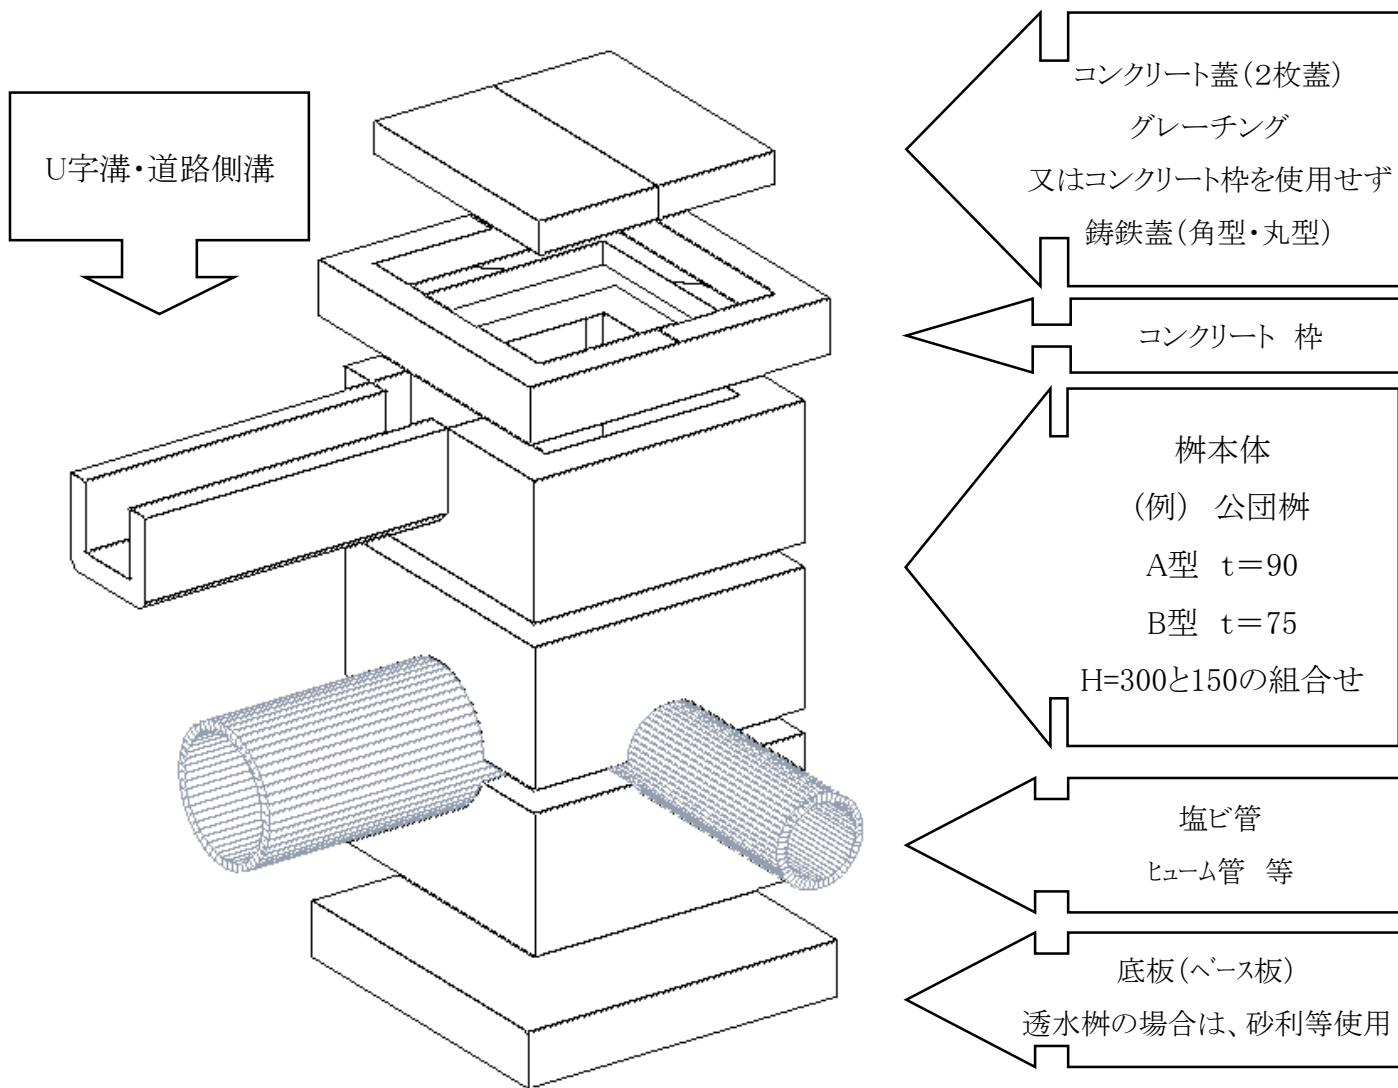 U字溝・道路側溝
コンクリート蓋(2枚蓋)
グレーチング
又はコンクリート枠を使用せず
鋳鉄蓋(角型・丸型)
コンクリート 枠
桝本体
(例) 公団桝
A型 t=90
B型 t=75
H=300と150の組合せ
塩ビ管
ヒューム管 等
底板(ベース板)
透水桝の場合は、砂利等使用